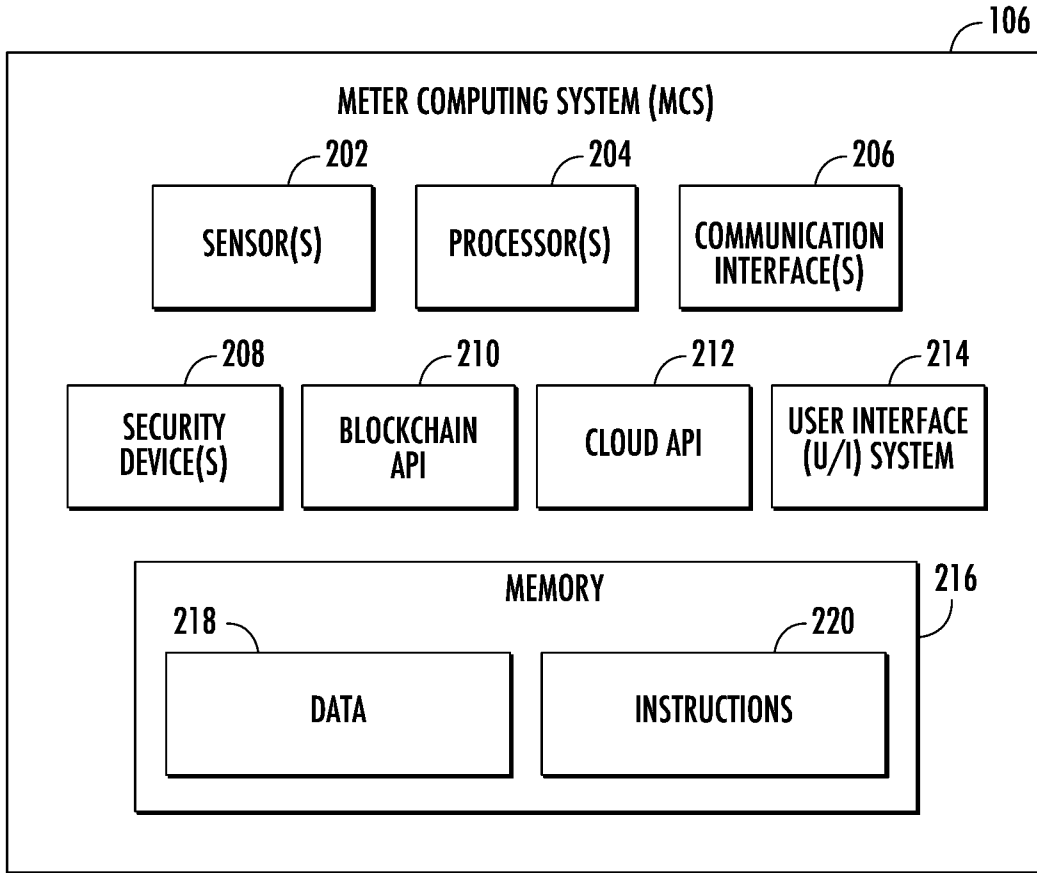 106
METER COMPUTING SYSTEM (MCS)
202
204
206
SENSOR(S)
PROCESSOR(S)
COMMUNICATION
INTERFACE(S)
208
210
212
214
SECURITY
DEVICE(S)
BLOCKCHAIN
API
CLOUD API
USER INTERFACE
(U/I) SYSTEM
MEMORY
216
218
220
DATA
INSTRUCTIONS